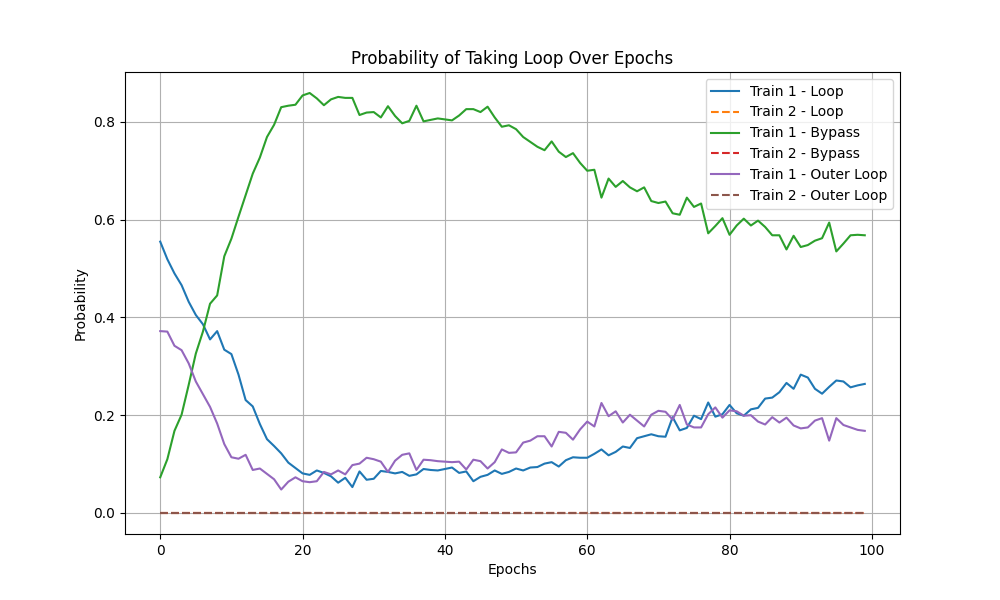 Probability of Taking Loop Over Epochs
Train 1 - Loop
Train 2 - Loop
Train 1 - Bypass
Train 2 - Bypass
Train 1 - Outer Loop
Train 2 - Outer Loop
Probability
0.8
0.6
0.4
0.2
0.0
0 20 40 60 80 100
Epochs